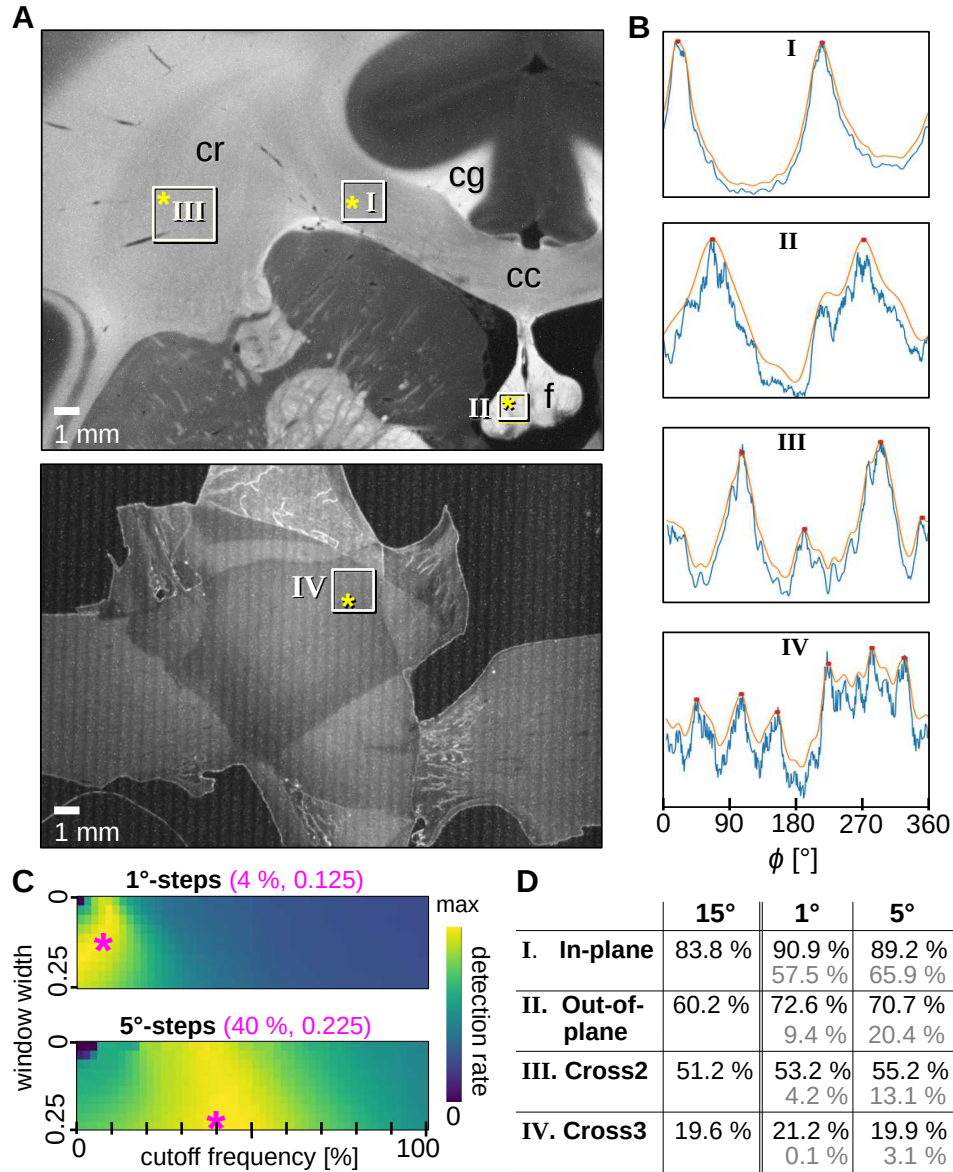 A
cr
cg
* III
* I
cc
II *
f
1 mm
IV
*
1 mm
B
I
II
III
IV
0 90 180 270 360
ϕ [°]
C
1°-steps (4 %, 0.125)
max
0
0.25
*
window width
5°-steps (40 %, 0.225)
0
0.25
*
detection rate
0
0 100
cutoff frequency [%]
D
15° 1° 5°
I. In-plane 83.8 % 90.9 % 89.2 %
57.5 % 65.9 %
II. Out-of- 60.2 % 72.6 % 70.7 %
plane 9.4 % 20.4 %
III. Cross2 51.2 % 53.2 % 55.2 %
4.2 % 13.1 %
IV. Cross3 19.6 % 21.2 % 19.9 %
0.1 % 3.1 %